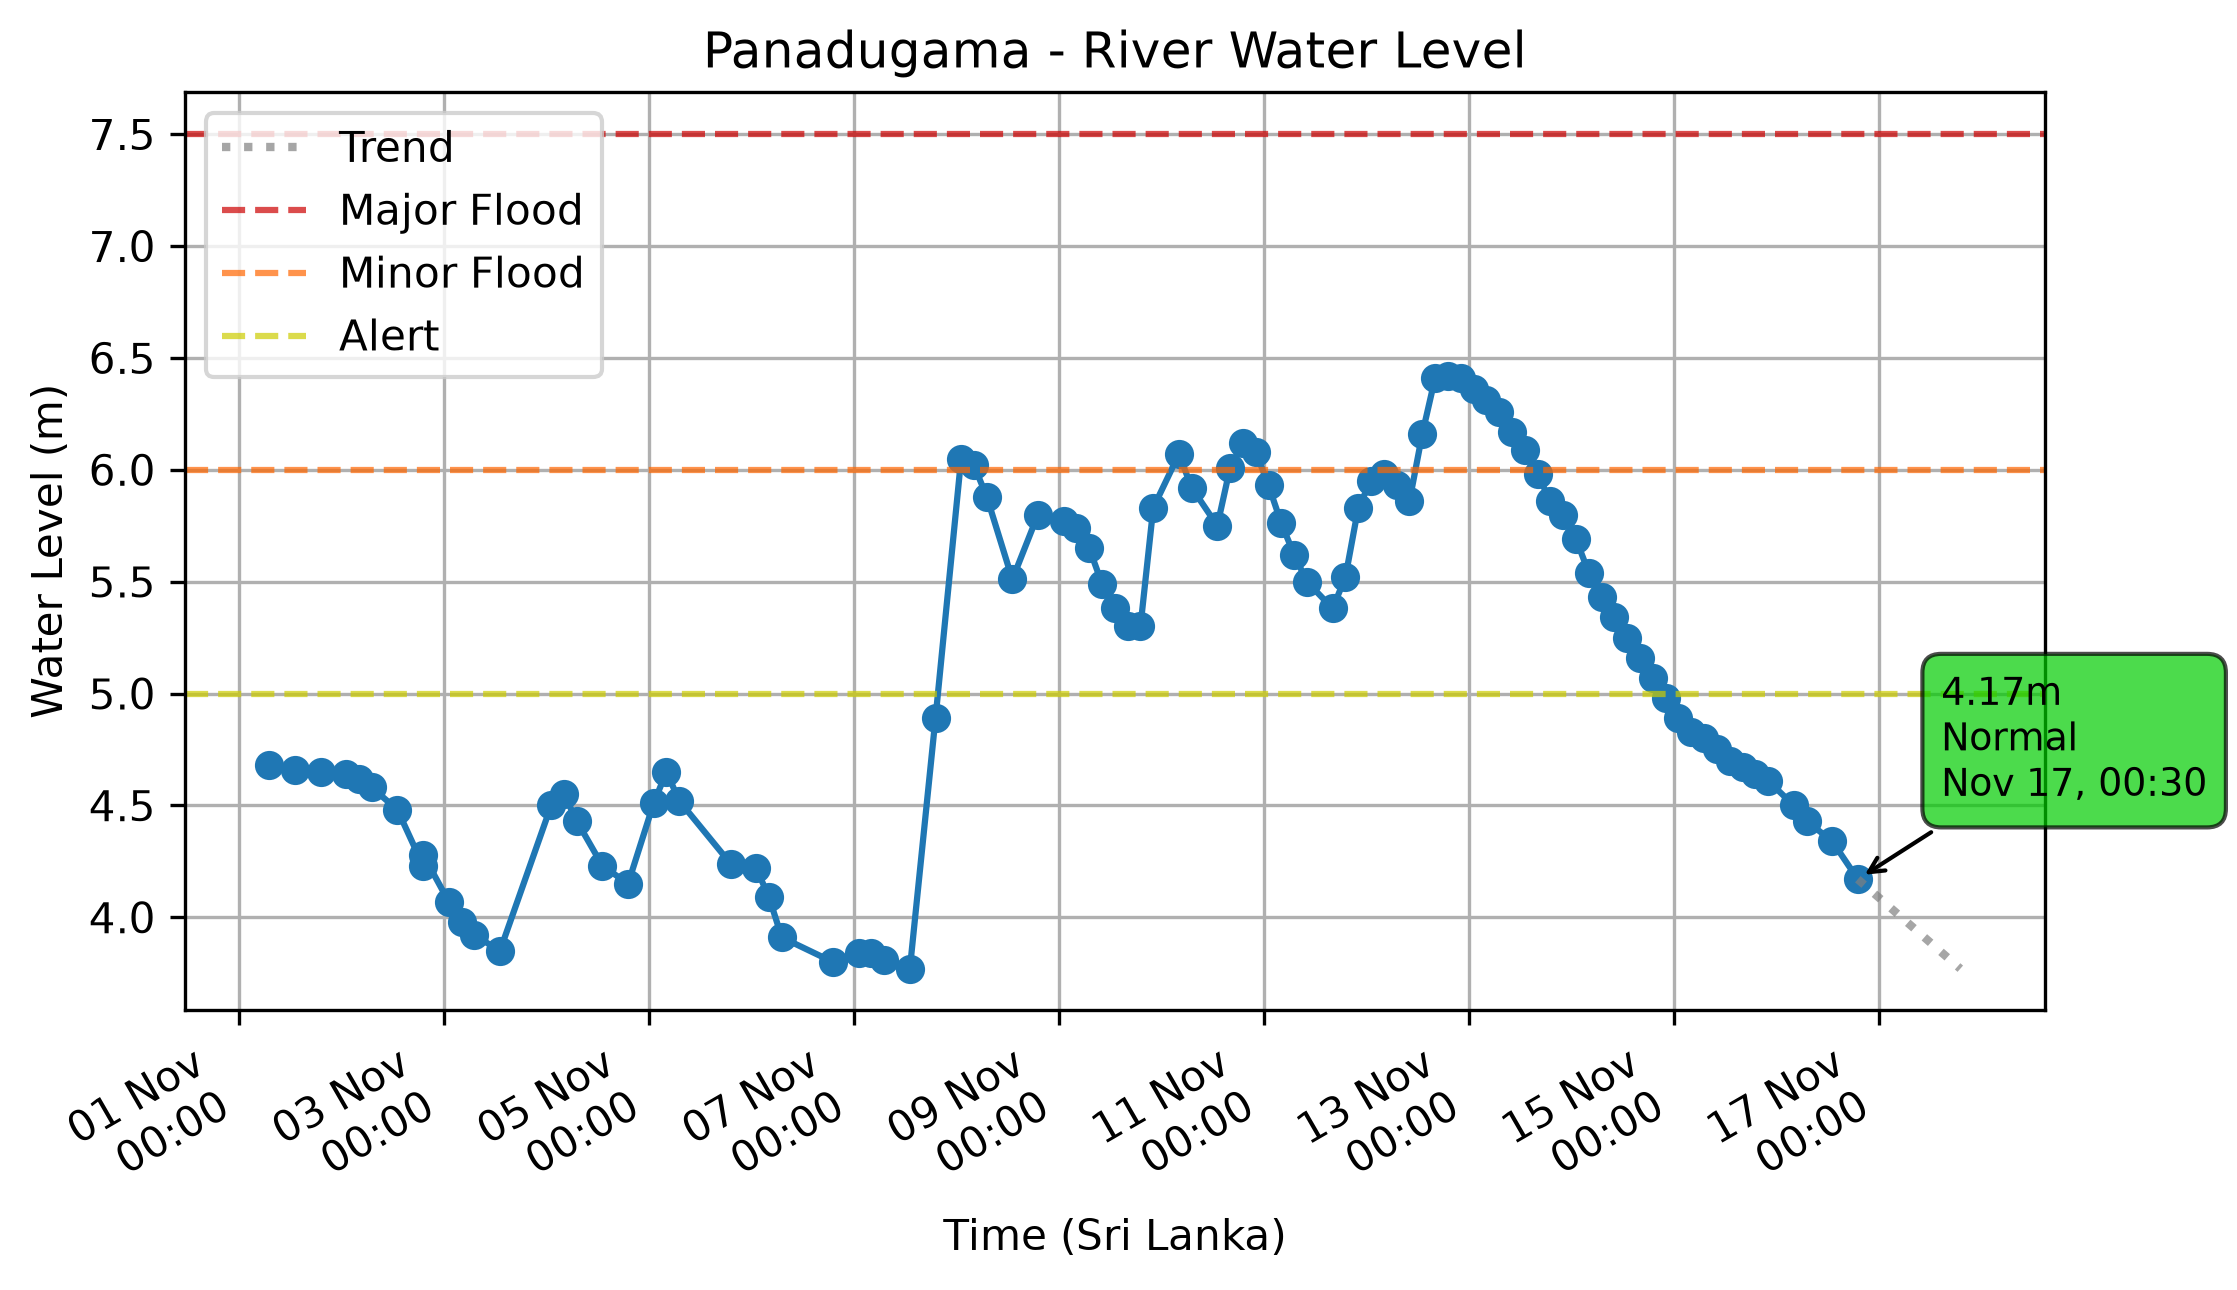 Panadugama - River Water Level
7.5
7.0
6.5
6.0
5.5
5.0
4.5
4.0
Water Level (m)
Trend
Major Flood
Minor Flood
Alert
4.17m
Normal
Nov 17, 00:30
01 Nov
00:00
03 Nov
00:00
05 Nov
00:00
07 Nov
00:00
09 Nov
00:00
11 Nov
00:00
13 Nov
00:00
15 Nov
00:00
17 Nov
00:00
Time (Sri Lanka)